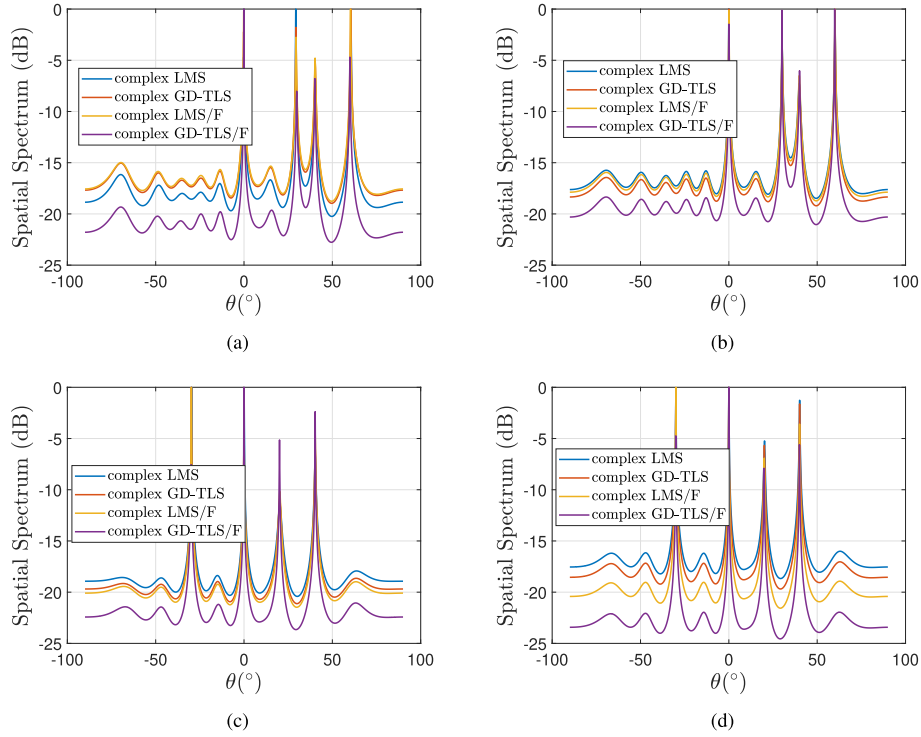 0
-5
-10
-15
-20
-25
-100
-50
0
50
100
Spatial Spectrum (dB)
θ(°)
complex LMS
complex GD-TLS
complex LMS/F
complex GD-TLS/F
(a)
0
-5
-10
-15
-20
-25
-100
-50
0
50
100
Spatial Spectrum (dB)
θ(°)
complex LMS
complex GD-TLS
complex LMS/F
complex GD-TLS/F
(b)
0
-5
-10
-15
-20
-25
-100
-50
0
50
100
Spatial Spectrum (dB)
θ(°)
complex LMS
complex GD-TLS
complex LMS/F
complex GD-TLS/F
(c)
0
-5
-10
-15
-20
-25
-100
-50
0
50
100
Spatial Spectrum (dB)
θ(°)
complex LMS
complex GD-TLS
complex LMS/F
complex GD-TLS/F
(d)